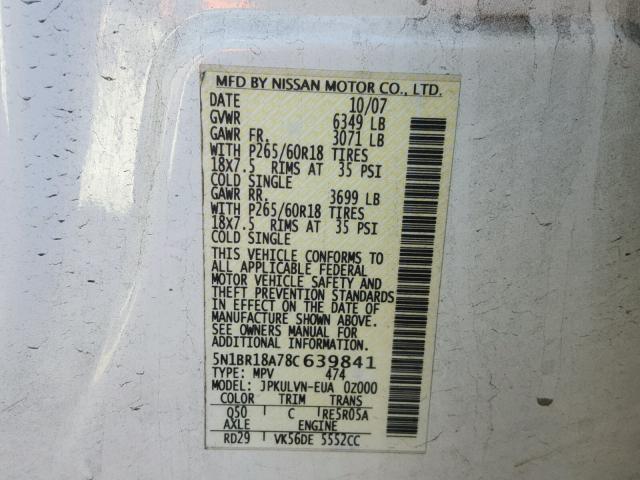 MFD BY NISSAN MOTOR CO., LTD.
DATE 10/07
GVWR 6349 LB
GAWR FR. 3071 LB
WITH P265/60R18 TIRES
18X7.5 RIMS AT 35 PSI
COLD SINGLE
GAWR RR. 3699 LB
WITH P265/60R18 TIRES
18X7.5 RIMS AT 35 PSI
COLD SINGLE
THIS VEHICLE CONFORMS TO
ALL APPLICABLE FEDERAL
MOTOR VEHICLE SAFETY AND
THEFT PREVENTION STANDARDS
IN EFFECT ON THE DATE OF
MANUFACTURE SHOWN ABOVE.
SEE OWNERS MANUAL FOR
ADDITIONAL INFORMATION.
5N1BR18A78C639841
TYPE: MPV 474
MODEL: JPKULVN-EUA 0Z000
COLOR TRIM TRANS
Q50 C RE5R05A
AXLE ENGINE
RD29 VK56DE 5552CC